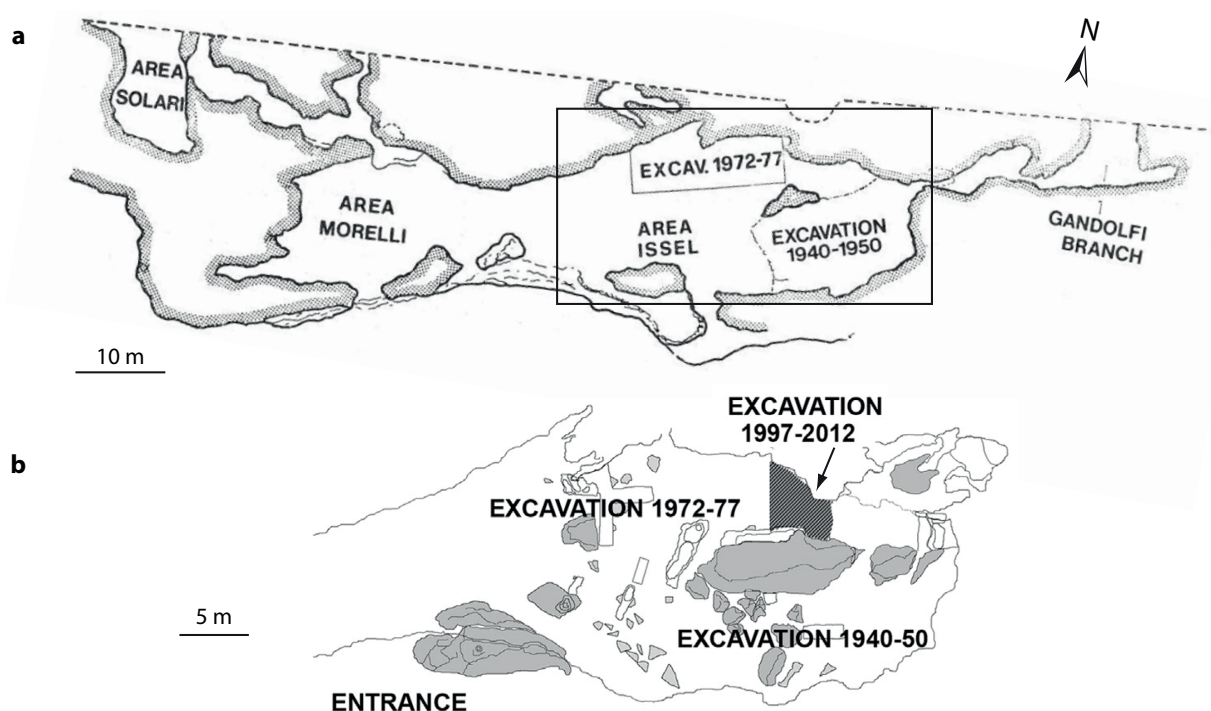 a
N
AREA
SOLARI
EXCAV. 1972-77
AREA
MORELLI
AREA
ISSEL
EXCAVATION
1940-1950
GANDOLFI
BRANCH
10 m
b
EXCAVATION
1997-2012
EXCAVATION 1972-77
5 m
EXCAVATION 1940-50
ENTRANCE